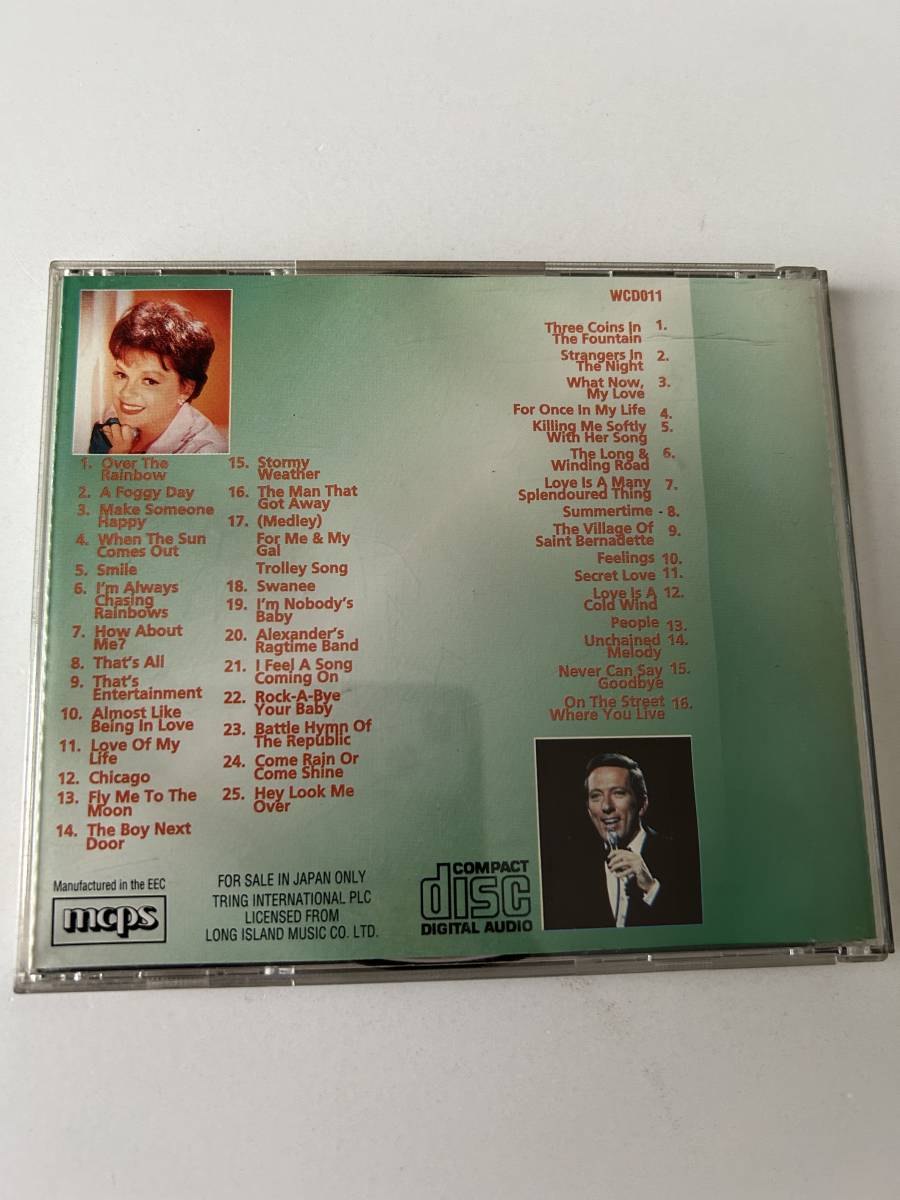 WCD011
1. Over The
Rainbow
2. A Foggy Day
3. Make Someone
Happy
4. When The Sun
Comes Out
5. Smile
6. I'm Always
Chasing
Rainbows
7. How About
Me?
8. That's All
9. That's
Entertainment
10. Almost Like
Being In Love
11. Love Of My
Life
12. Chicago
13. Fly Me To The
Moon
14. The Boy Next
Door
15. Stormy
Weather
16. The Man That
Got Away
17. (Medley)
For Me & My
Gal
Trolley Song
18. Swanee
19. I'm Nobody's
Baby
20. Alexander's
Ragtime Band
21. I Feel A Song
Coming On
22. Rock-A-Bye
Your Baby
23. Battle Hymn Of
The Republic
24. Come Rain Or
Come Shine
25. Hey Look Me
Over
Three Coins In 1.
The Fountain
Strangers In 2.
The Night
What Now, 3.
My Love
For Once In My Life 4.
Killing Me Softly 5.
With Her Song
The Long & 6.
Winding Road
Love Is A Many 7.
Splendoured Thing
Summertime - 8.
The Village Of 9.
Saint Bernadette
Feelings 10.
Secret Love 11.
Love Is A 12.
Cold Wind
People 13.
Unchained 14.
Melody
Never Can Say 15.
Goodbye
On The Street 16.
Where You Live
Manufactured in the EEC
mcps
FOR SALE IN JAPAN ONLY
TRING INTERNATIONAL PLC
LICENSED FROM
LONG ISLAND MUSIC CO. LTD.
COMPACT
disc
DIGITAL AUDIO